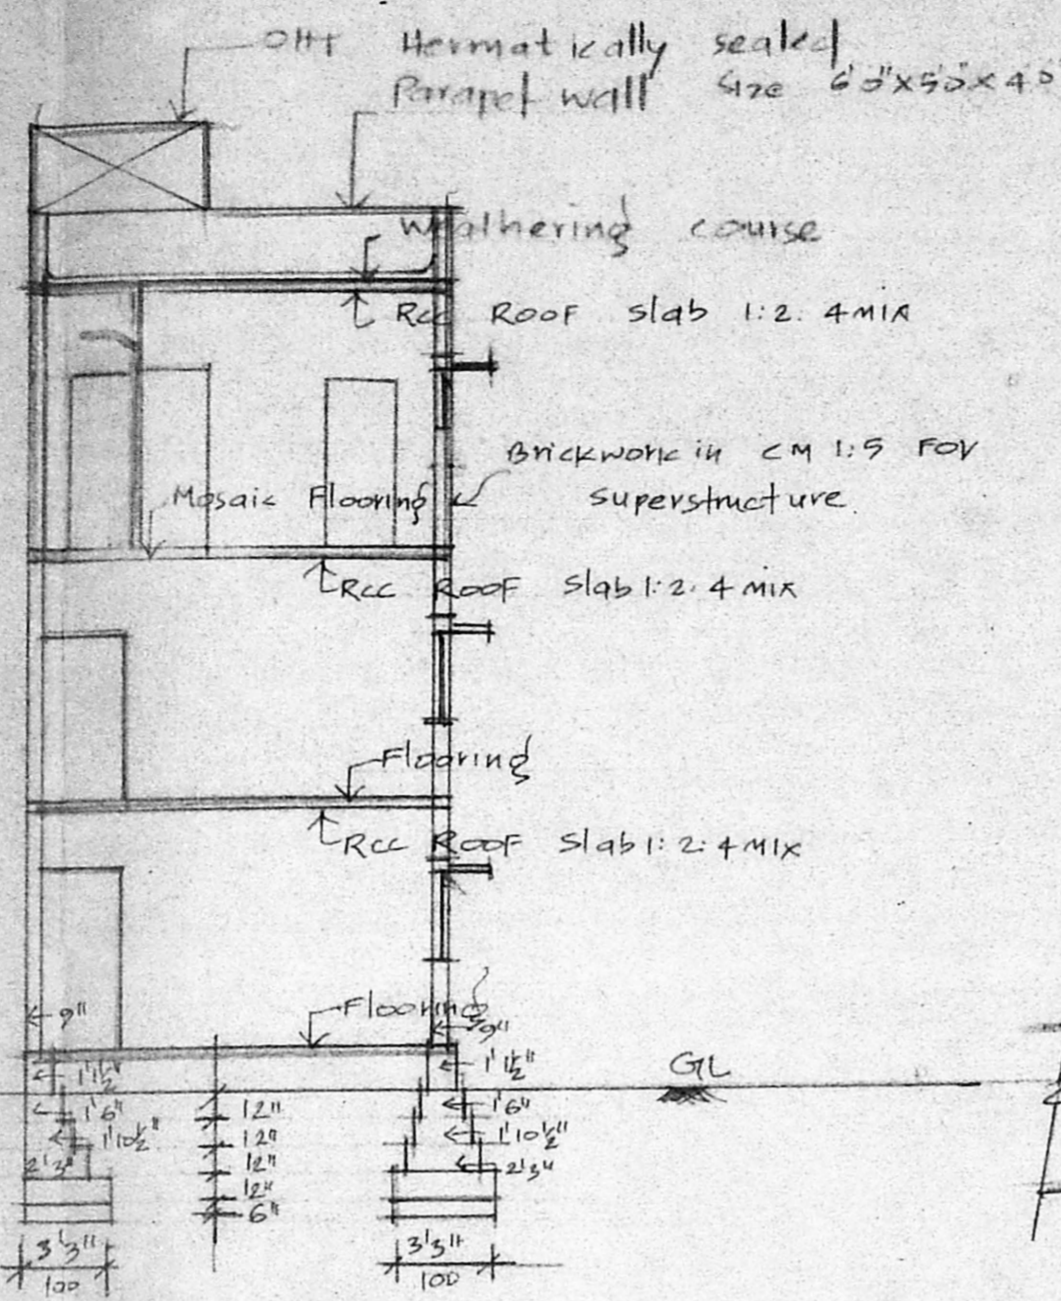 OHT Hermatically sealed
Parapet wall size 6'0"X5'0"X4'0"
Weathering course
RCC ROOF slab 1:2:4 MIX
Brickwork in CM 1:5 FOR
superstructure.
Mosaic Flooring
RCC ROOF Slab 1:2:4 MIX
Flooring
RCC ROOF Slab 1:2:4 MIX
Flooring
9" 9"
GL
1'1½" 1'1½"
1'6" 12" 1'6"
1'10½" 12" 1'10½"
2'3" 12" 2'3"
12"
6"
3'3" 3'3"
100 100